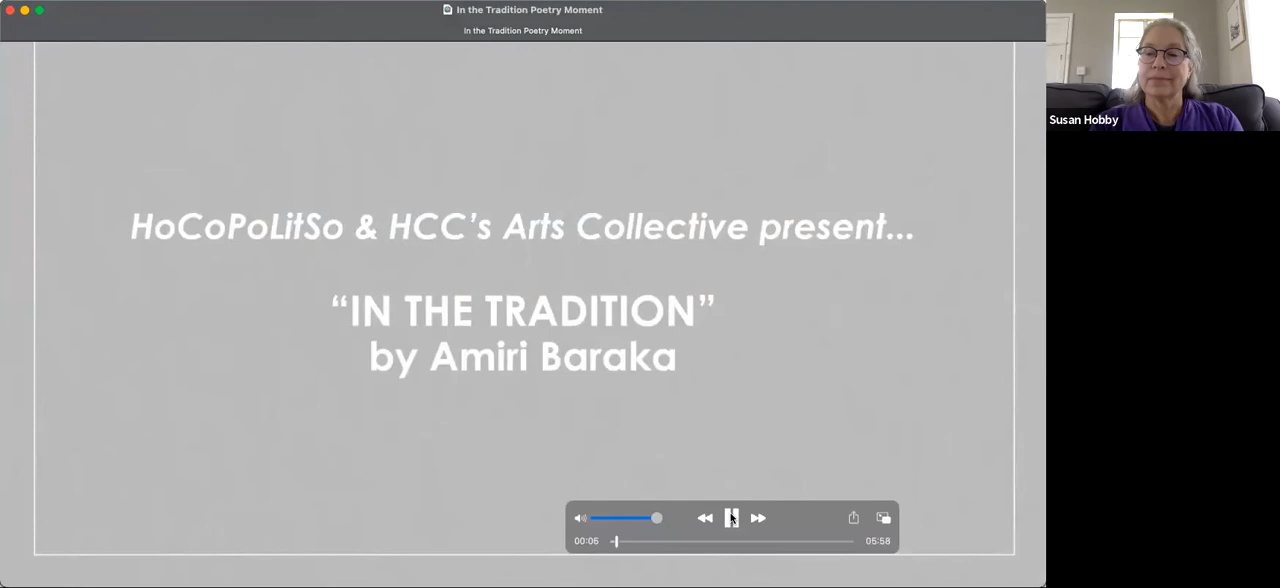 In the Tradition Poetry Moment
In the Tradition Poetry Moment
HoCoPoLitSo & HCC's Arts Collective present...
“IN THE TRADITION”
by Amiri Baraka
Susan Hobby
00:06
05:58